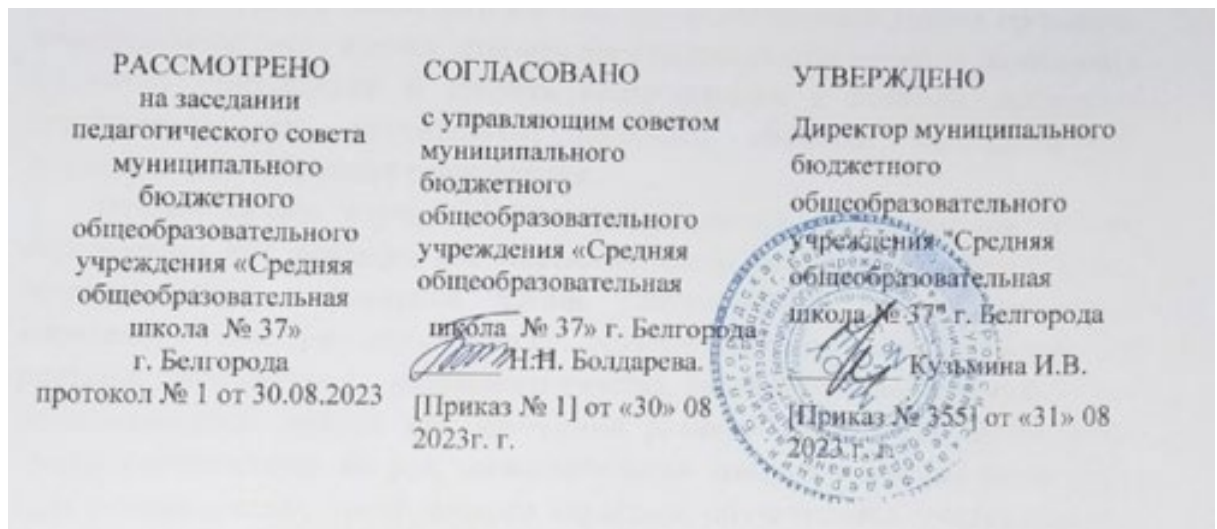 РАССМОТРЕНО
на заседании
педагогического совета
муниципального
бюджетного
общеобразовательного
учреждения «Средняя
общеобразовательная
школа № 37»
г. Белгорода
протокол № 1 от 30.08.2023
СОГЛАСОВАНО
с управляющим советом
муниципального
бюджетного
общеобразовательного
учреждения «Средняя
общеобразовательная
школа № 37» г. Белгорода
Н.Н. Болдарева.
[Приказ № 1] от «30» 08
2023г. г.
УТВЕРЖДЕНО
Директор муниципального
бюджетного
общеобразовательного
учреждения "Средняя
общеобразовательная
школа № 37" г. Белгорода
Кузьмина И.В.
[Приказ № 355] от «31» 08
2023 г. г.